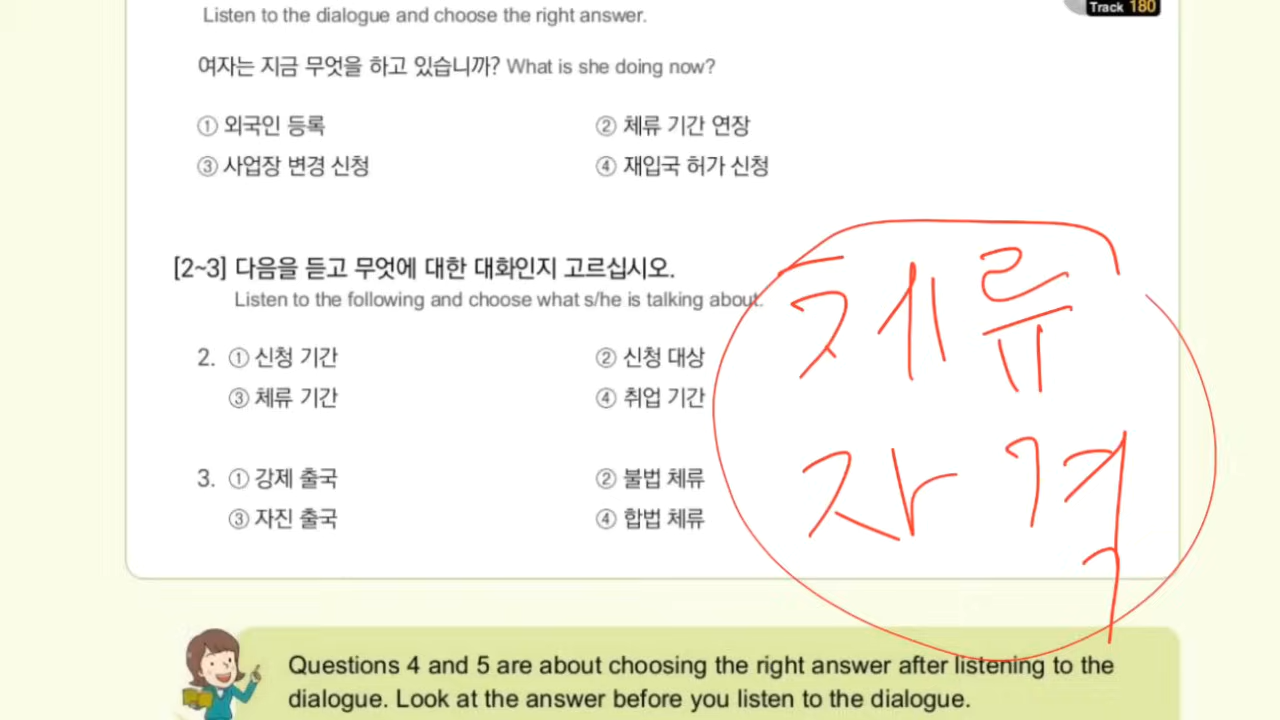 Track 180
Listen to the dialogue and choose the right answer.
여자는 지금 무엇을 하고 있습니까? What is she doing now?
① 외국인 등록 ② 체류 기간 연장
③ 사업장 변경 신청 ④ 재입국 허가 신청
[2~3] 다음을 듣고 무엇에 대한 대화인지 고르십시오.
Listen to the following and choose what s/he is talking about.
2. ① 신청 기간 ② 신청 대상
③ 체류 기간 ④ 취업 기간
3. ① 강제 출국 ② 불법 체류
③ 자진 출국 ④ 합법 체류
체류
자격
Questions 4 and 5 are about choosing the right answer after listening to the
dialogue. Look at the answer before you listen to the dialogue.